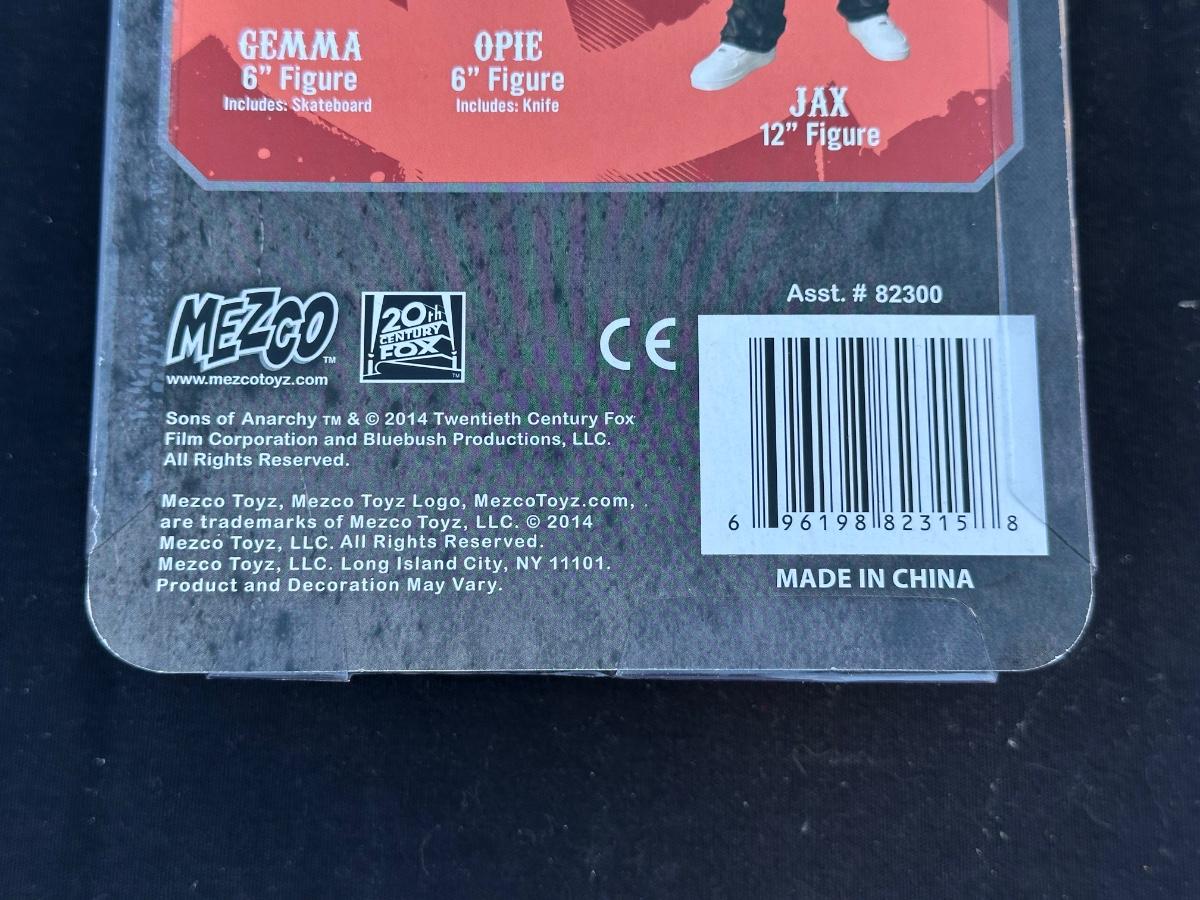 GEMMA
6” Figure
Includes: Skateboard
OPIE
6” Figure
Includes: Knife
JAX
12” Figure
MEZCO™
www.mezcotoyz.com
20th
CENTURY
FOX
TM
CE
Asst. # 82300
Sons of Anarchy ™ & © 2014 Twentieth Century Fox
Film Corporation and Bluebush Productions, LLC.
All Rights Reserved.
Mezco Toyz, Mezco Toyz Logo, MezcoToyz.com,
are trademarks of Mezco Toyz, LLC. © 2014
Mezco Toyz, LLC. All Rights Reserved.
Mezco Toyz, LLC. Long Island City, NY 11101.
Product and Decoration May Vary.
6 96198 82315 8
MADE IN CHINA